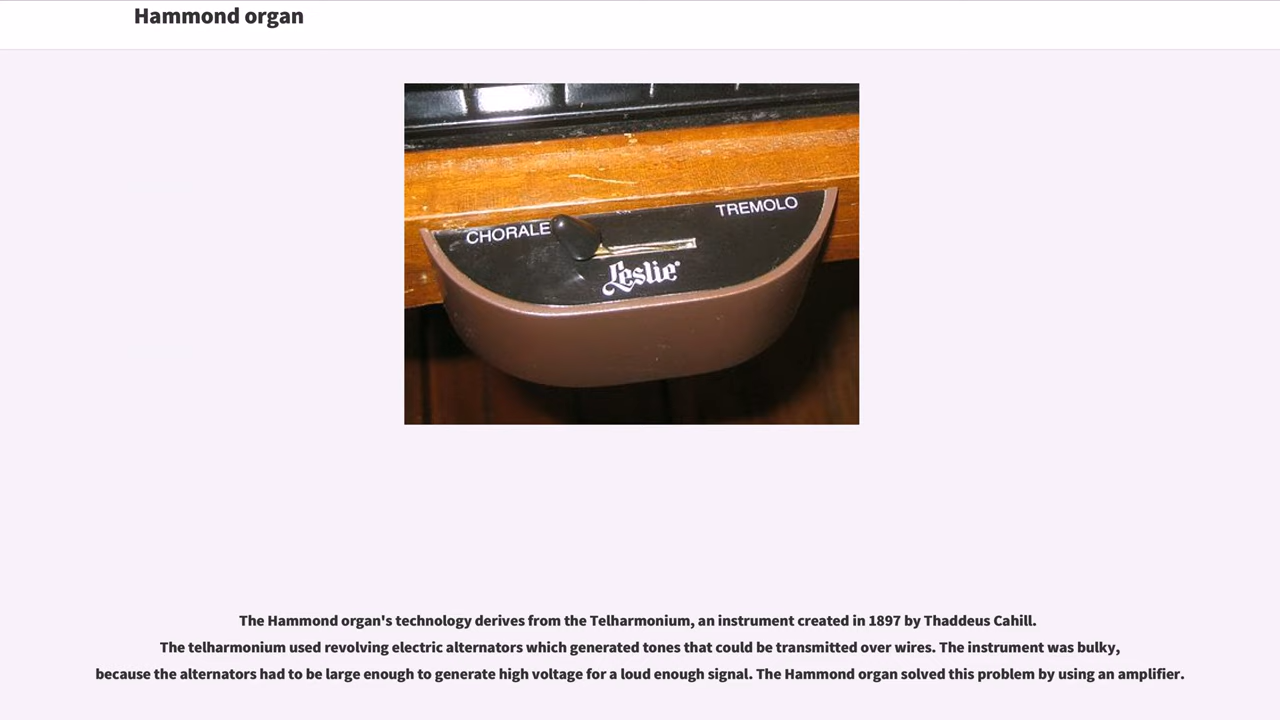 Hammond organ
CHORALE
TREMOLO
Leslie®
The Hammond organ's technology derives from the Telharmonium, an instrument created in 1897 by Thaddeus Cahill.
The telharmonium used revolving electric alternators which generated tones that could be transmitted over wires. The instrument was bulky,
because the alternators had to be large enough to generate high voltage for a loud enough signal. The Hammond organ solved this problem by using an amplifier.